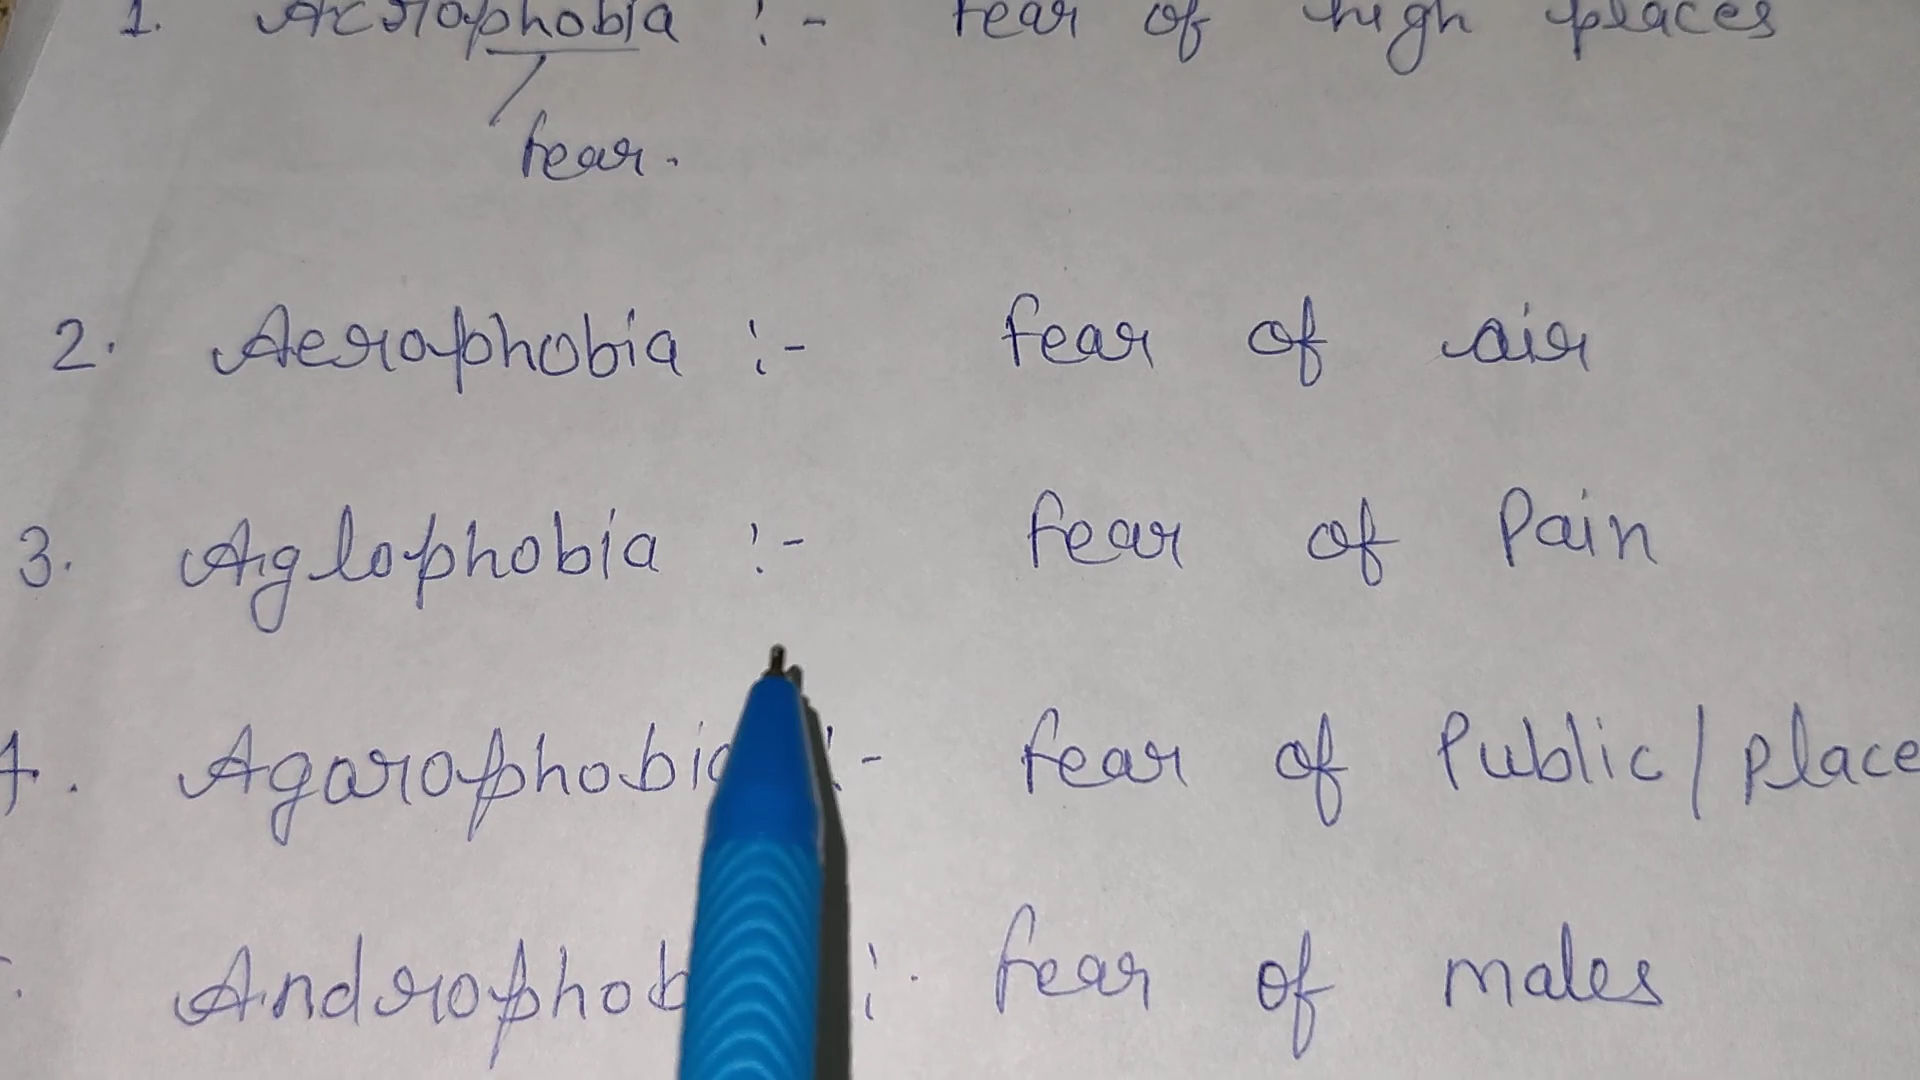 1. Acrophobia :- fear of high places
fear.
2. Aerophobia :- fear of air
3. Aglophobia :- fear of Pain
4. Agarophobia :- fear of Public/place
Androphob : fear of males